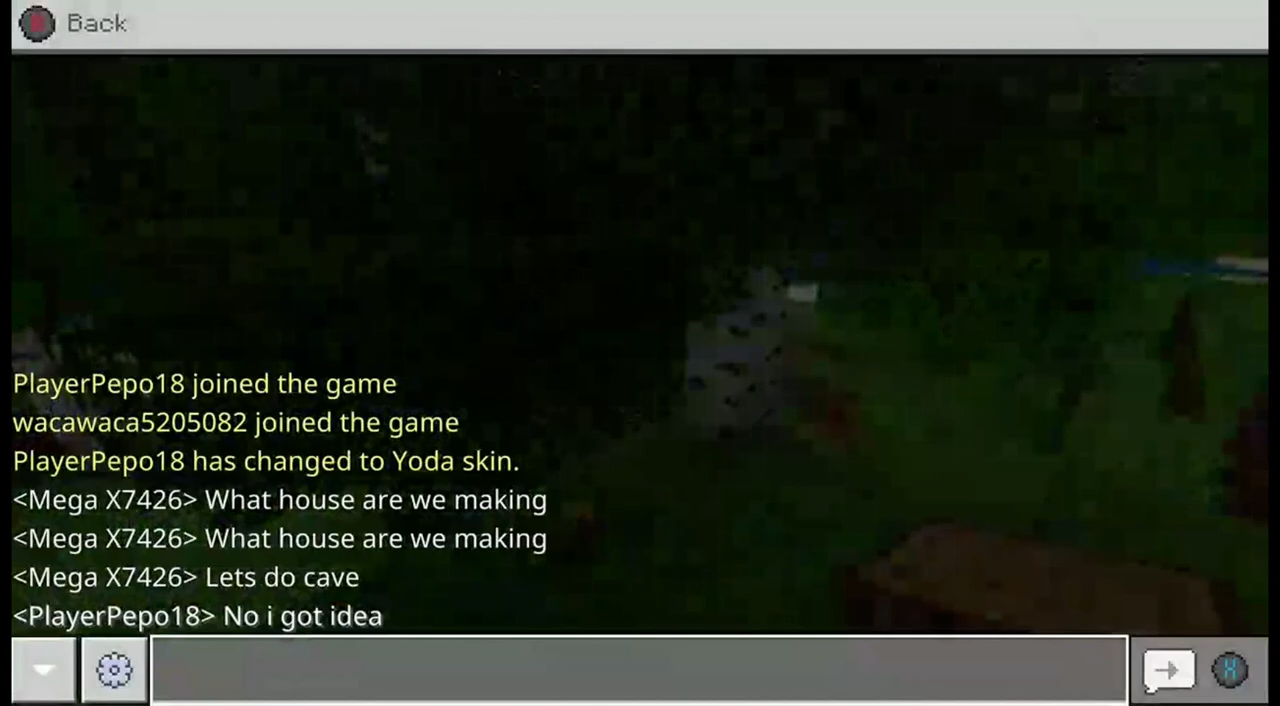 Back
PlayerPepo18 joined the game
wacawaca5205082 joined the game
PlayerPepo18 has changed to Yoda skin.
<Mega X7426> What house are we making
<Mega X7426> What house are we making
<Mega X7426> Lets do cave
<PlayerPepo18> No i got idea
X